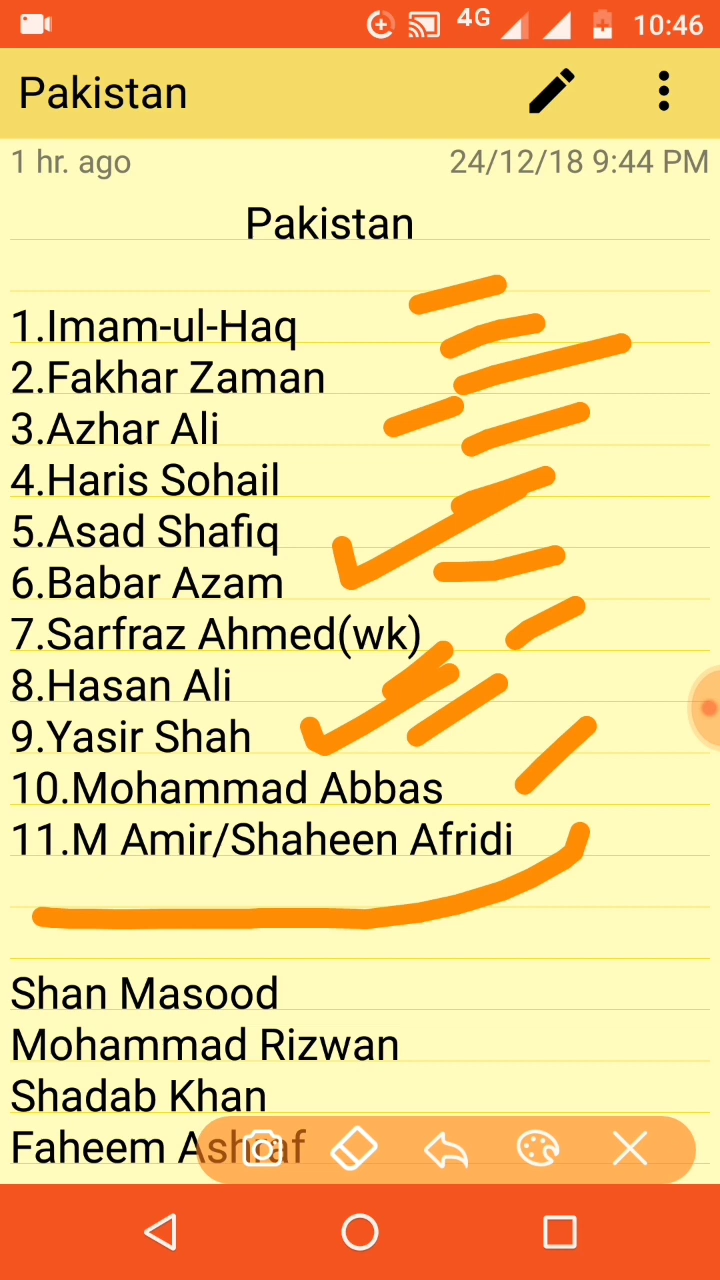 4G 10:46
Pakistan
1 hr. ago 24/12/18 9:44 PM
Pakistan
1.Imam-ul-Haq
2.Fakhar Zaman
3.Azhar Ali
4.Haris Sohail
5.Asad Shafiq
6.Babar Azam
7.Sarfraz Ahmed(wk)
8.Hasan Ali
9.Yasir Shah
10.Mohammad Abbas
11.M Amir/Shaheen Afridi
Shan Masood
Mohammad Rizwan
Shadab Khan
Faheem Ashraf